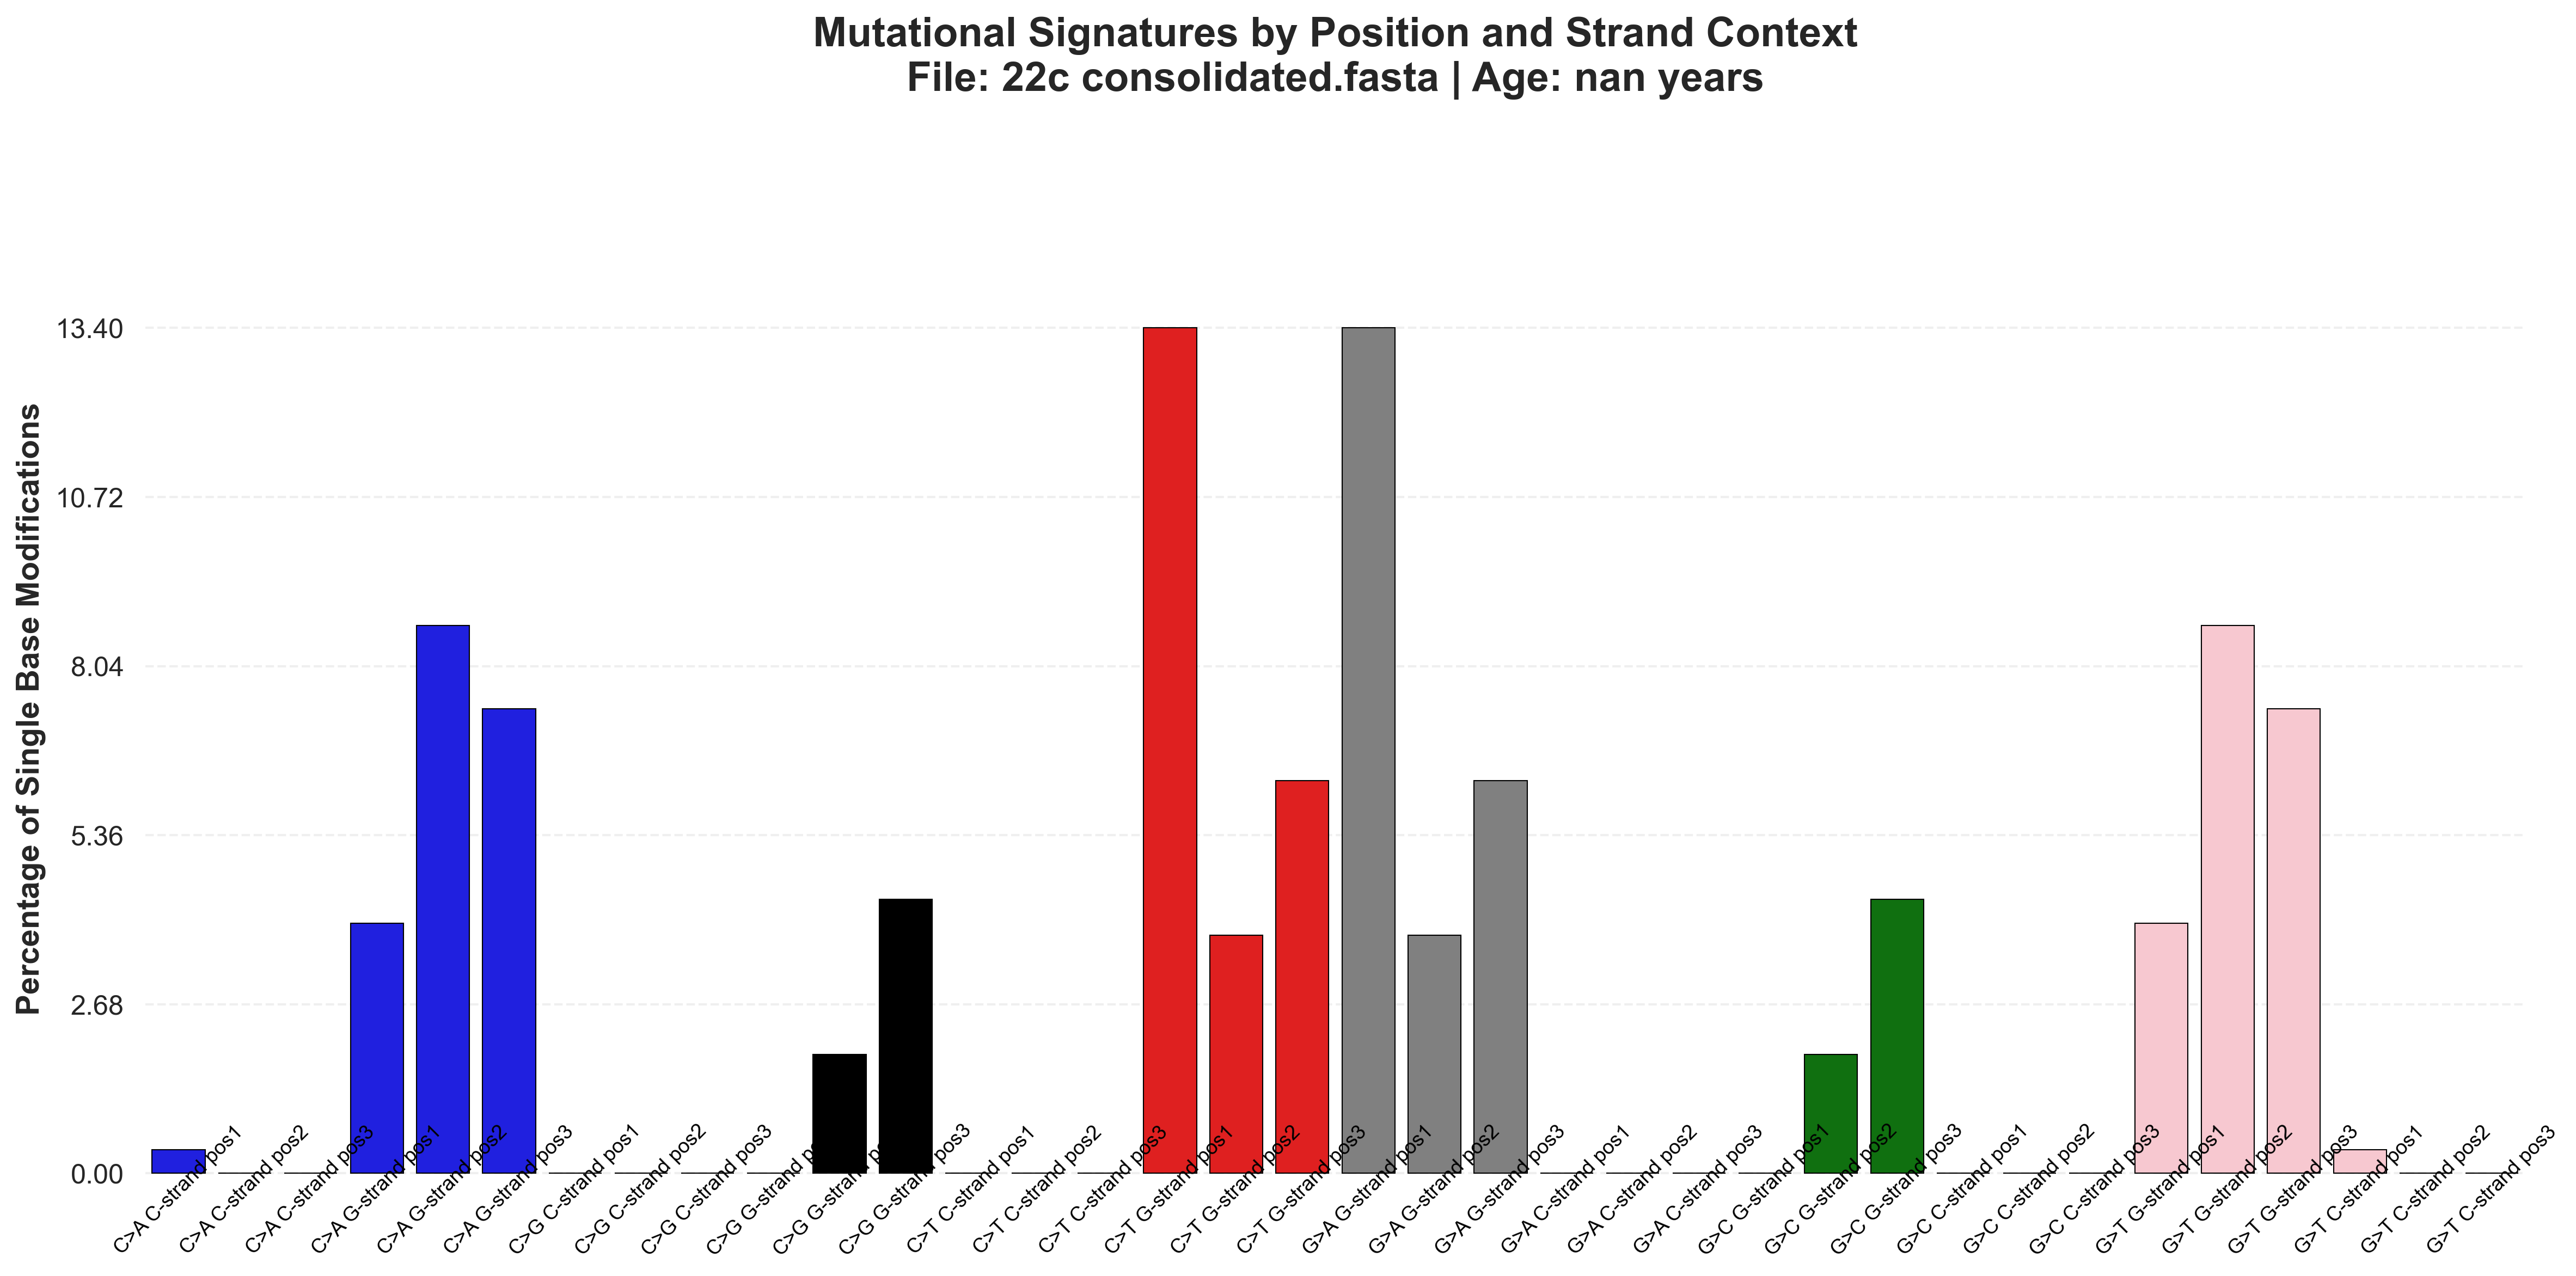 Mutational Signatures by Position and Strand Context
File: 22c consolidated.fasta | Age: nan years
Percentage of Single Base Modifications
13.40
10.72
8.04
5.36
2.68
0.00
C>A C-strand pos1
C>A C-strand pos2
C>A C-strand pos3
C>A G-strand pos1
C>A G-strand pos2
C>A G-strand pos3
C>G C-strand pos1
C>G C-strand pos2
C>G C-strand pos3
C>G G-strand
C>G G-strand
C>G G-strand pos3
C>T C-strand pos1
C>T C-strand pos2
C>T C-strand pos3
C>T G-strand pos1
C>T G-strand pos2
C>T G-strand pos3
G>A G-strand pos1
G>A G-strand pos2
G>A G-strand pos3
G>A C-strand pos1
G>A C-strand pos2
G>A C-strand pos3
G>C G-strand pos1
G>C G-strand pos2
G>C G-strand pos3
G>C C-strand pos1
G>C C-strand pos2
G>C C-strand pos3
G>T G-strand pos1
G>T G-strand pos2
G>T G-strand pos3
G>T C-strand pos1
G>T C-strand pos2
G>T C-strand pos3